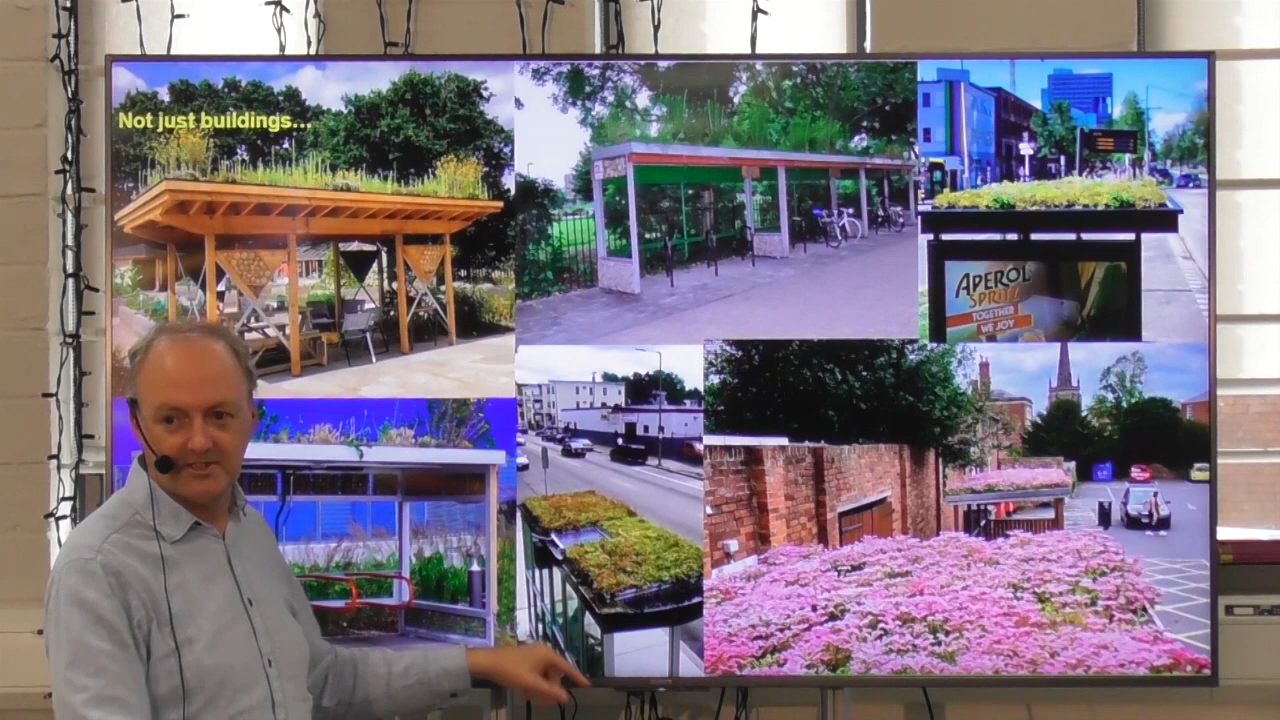 Not just buildings...
APEROL
SPRITZ
TOGETHER
WE JOY